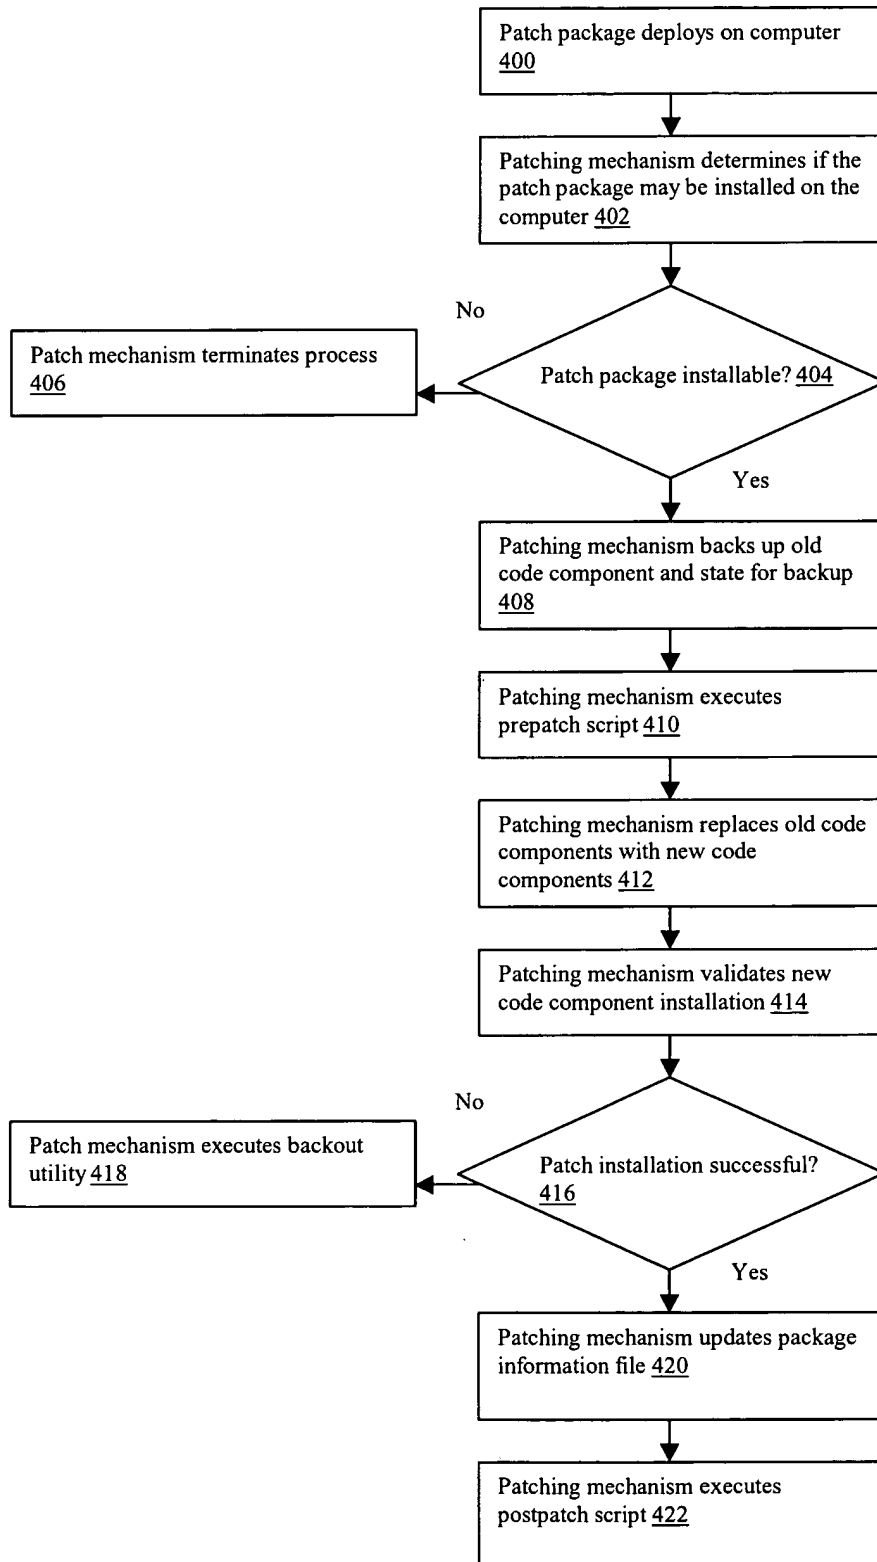 Patch package deploys on computer
400
Patching mechanism determines if the
patch package may be installed on the
computer 402
No
Patch mechanism terminates process
406
Patch package installable? 404
Yes
Patching mechanism backs up old
code component and state for backup
408
Patching mechanism executes
prepatch script 410
Patching mechanism replaces old code
components with new code
components 412
Patching mechanism validates new
code component installation 414
No
Patch mechanism executes backout
utility 418
Patch installation successful?
416
Yes
Patching mechanism updates package
information file 420
Patching mechanism executes
postpatch script 422